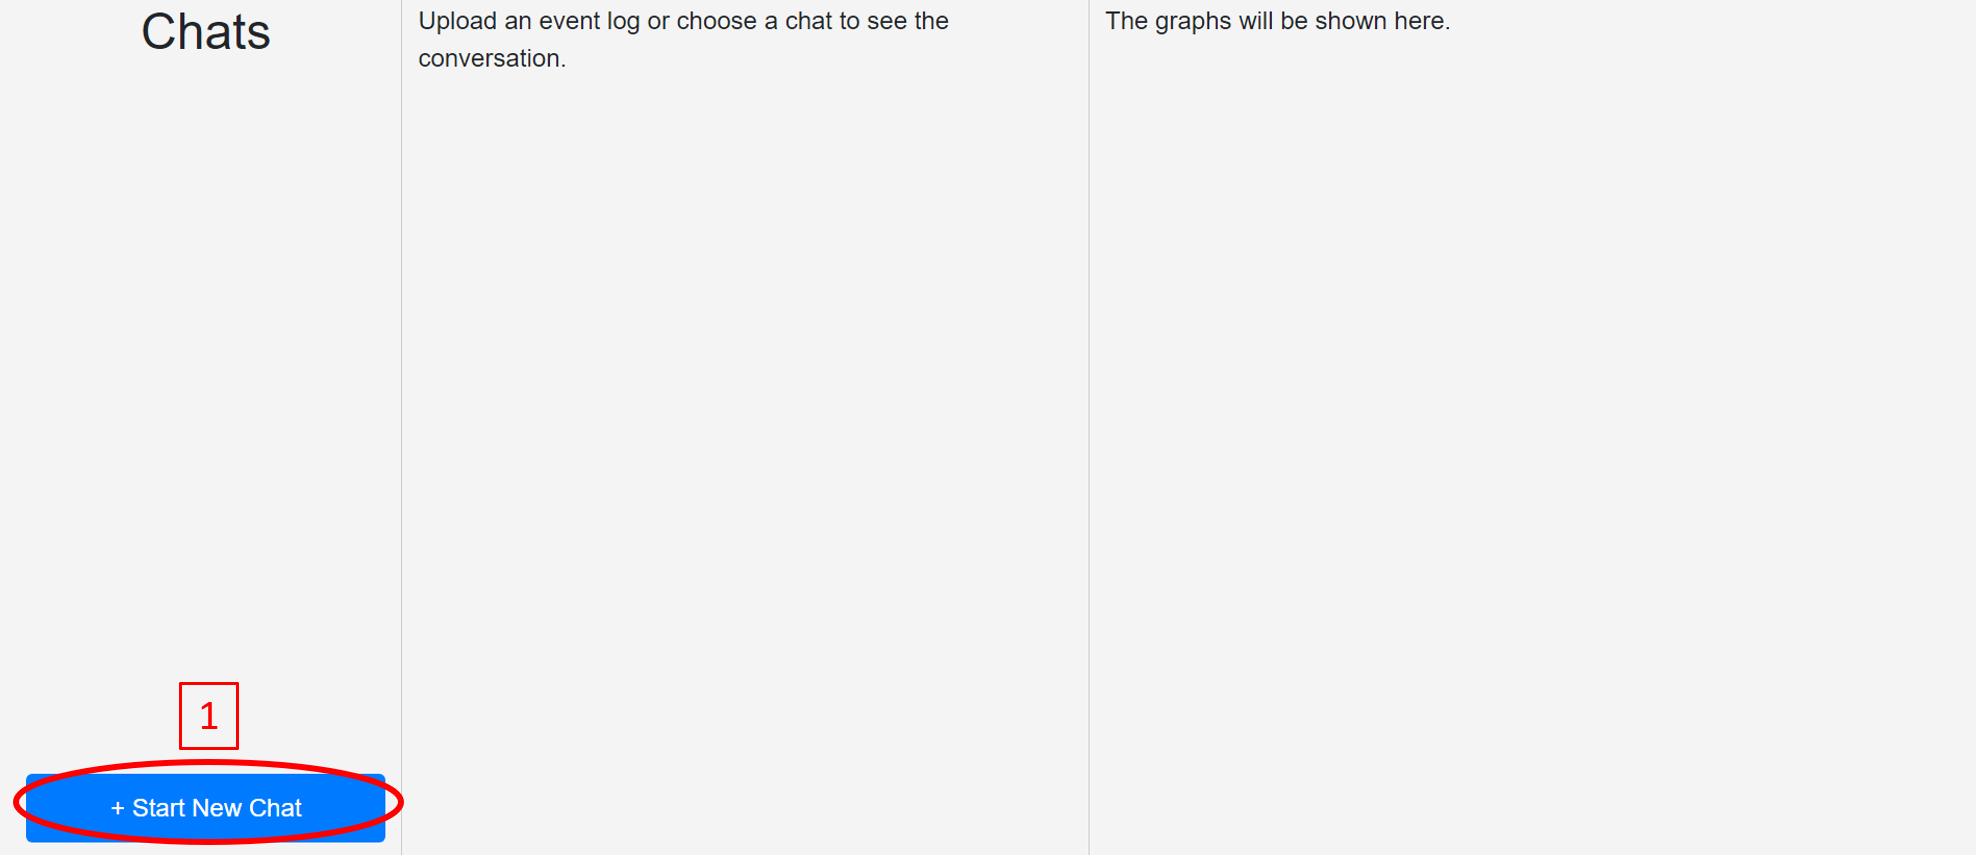 Chats
Upload an event log or choose a chat to see the
conversation.
The graphs will be shown here.
1
+ Start New Chat